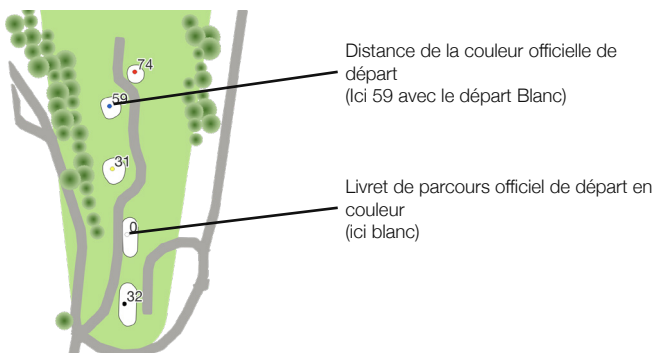 74
59
31
0
32
Distance de la couleur officielle de
départ
(Ici 59 avec le départ Blanc)
Livret de parcours officiel de départ en
couleur
(ici blanc)